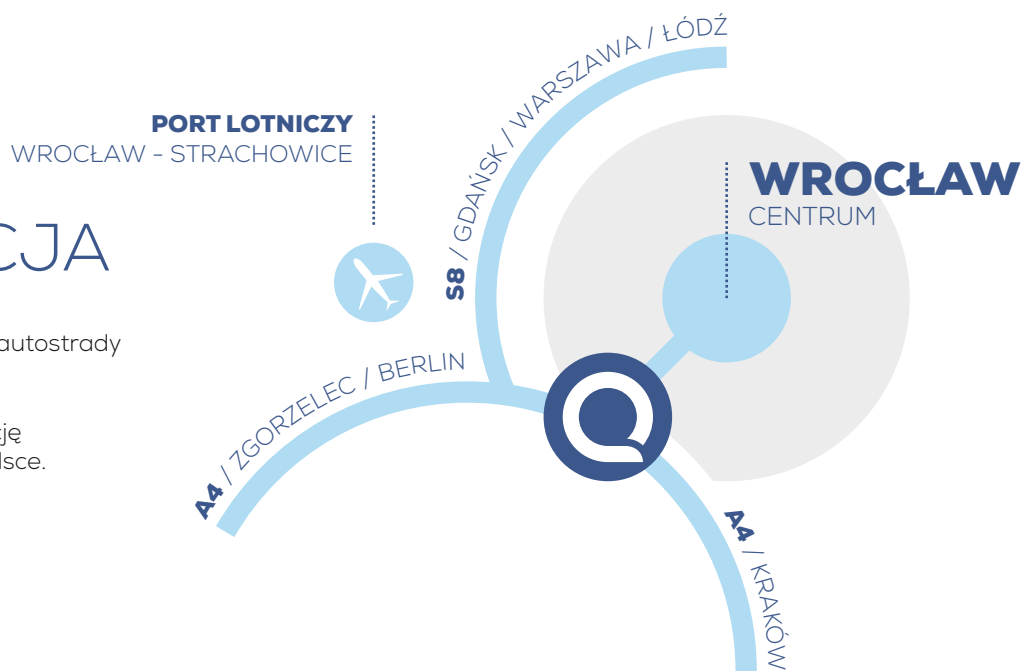 S8 / GDAŃSK / WARSZAWA / ŁÓDŹ
PORT LOTNICZY
WROCŁAW - STRACHOWICE
WROCŁAW
CENTRUM
CJA
autostrady
A4 / ZGORZELEC / BERLIN
ję
lsce.
A4 / KRAKÓW